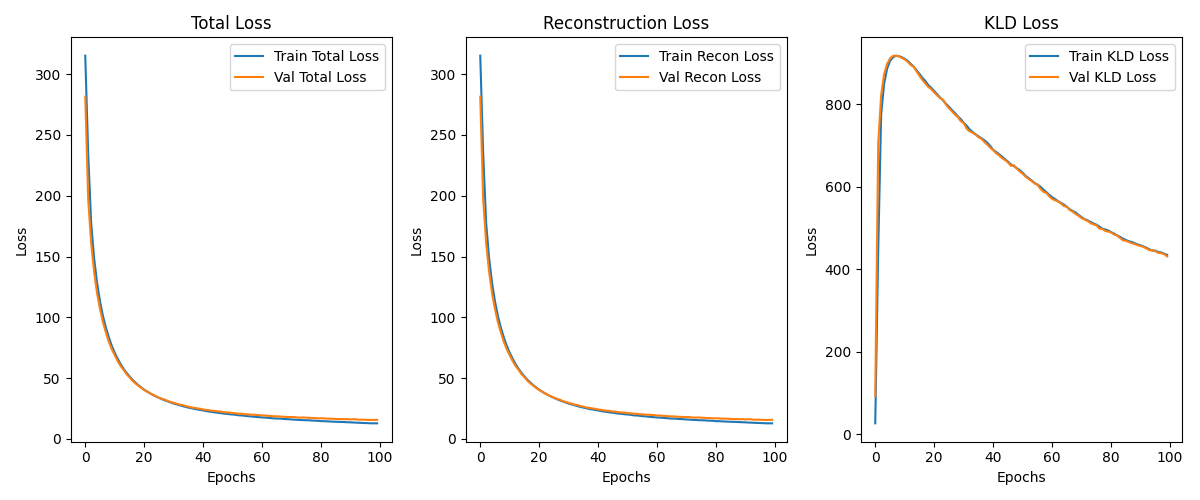 Total Loss
Train Total Loss
Val Total Loss
300
250
200
150
100
50
0
Loss
0 20 40 60 80 100
Epochs
Reconstruction Loss
Train Recon Loss
Val Recon Loss
300
250
200
150
100
50
0
Loss
0 20 40 60 80 100
Epochs
KLD Loss
Train KLD Loss
Val KLD Loss
800
600
400
200
0
Loss
0 20 40 60 80 100
Epochs